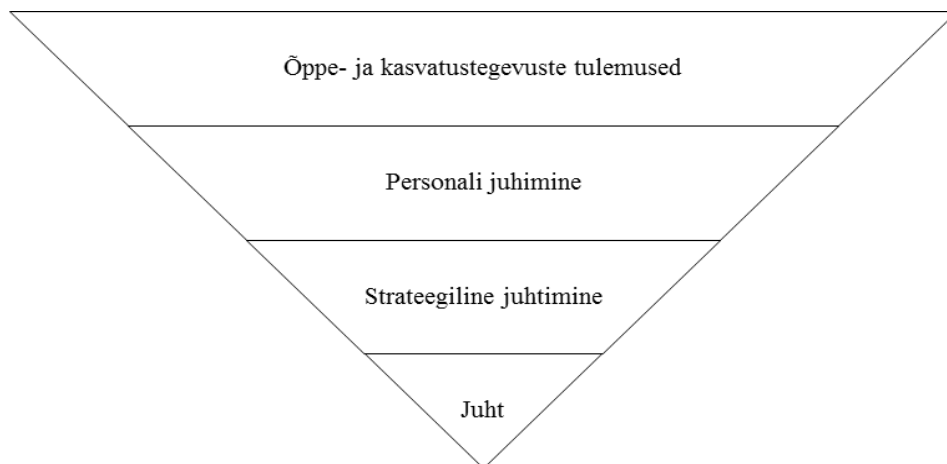 Õppe- ja kasvatustegevuste tulemused
Personali juhimine
Strateegiline juhtimine
Juht